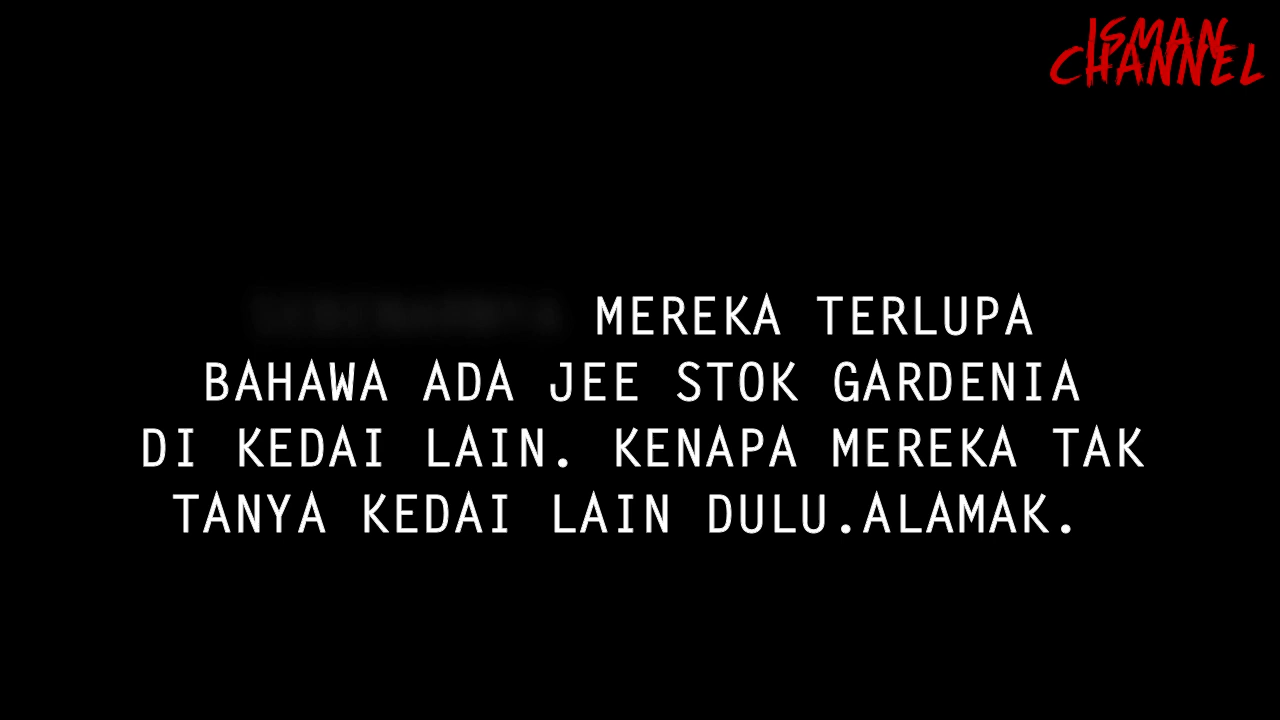 ISMAN
CHANNEL
MEREKA TERLUPA
BAHAWA ADA JEE STOK GARDENIA
DI KEDAI LAIN. KENAPA MEREKA TAK
TANYA KEDAI LAIN DULU.ALAMAK.